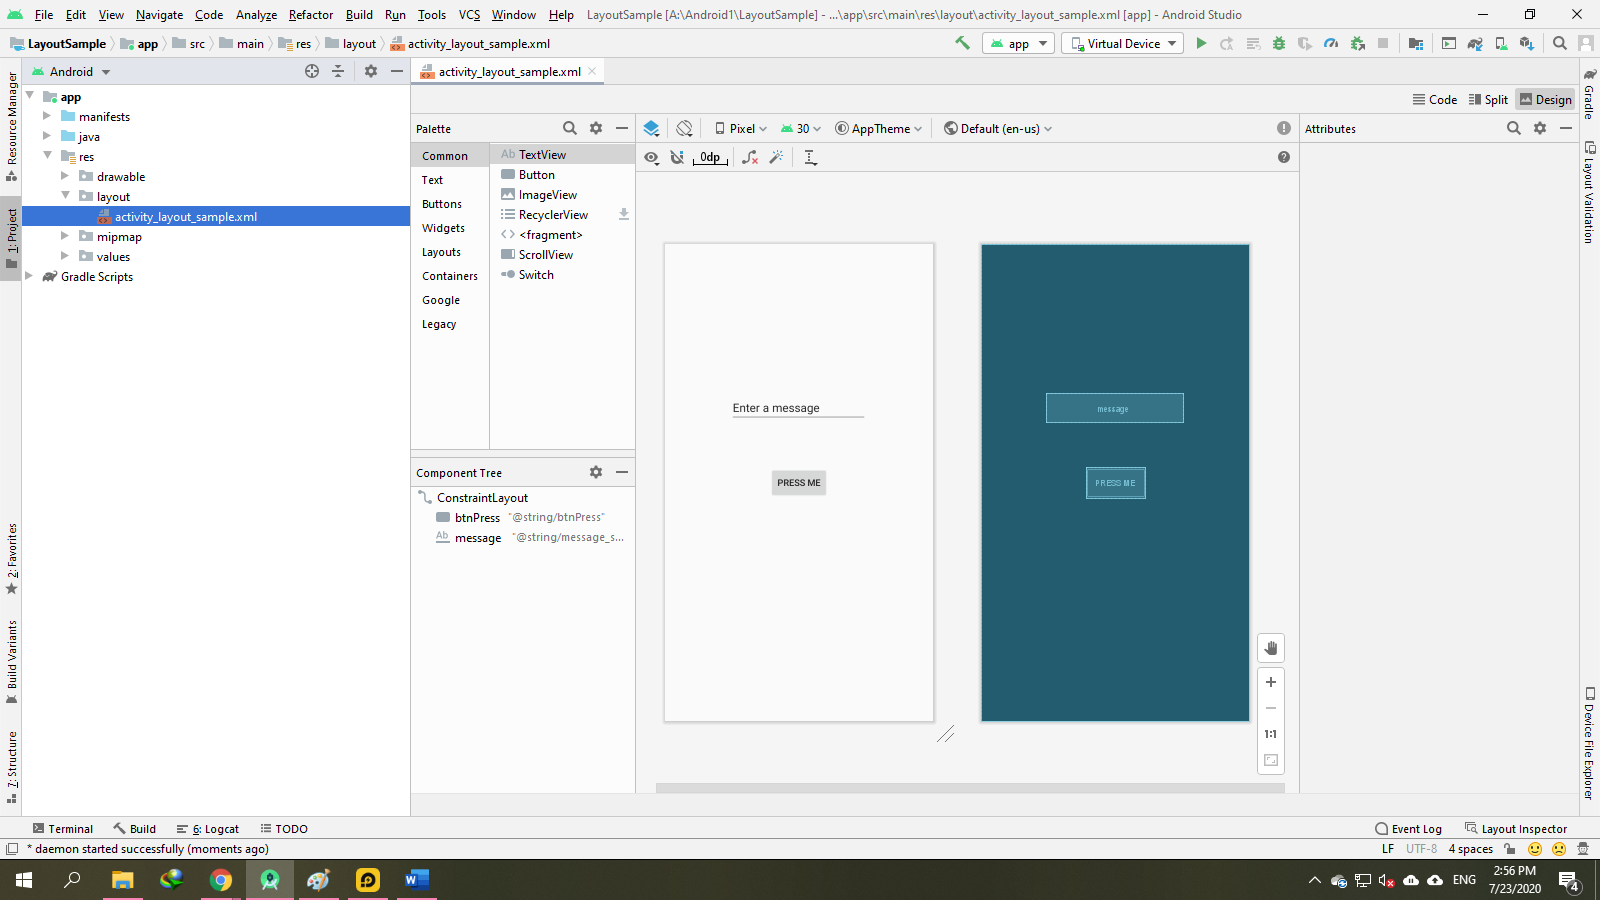 File Edit View Navigate Code Analyze Refactor Build Run Tools VCS Window Help LayoutSample [A:\Android1\LayoutSample] - ...\app\src\main\res\layout\activity_layout_sample.xml [app] - Android Studio
LayoutSample app src main res layout activity_layout_sample.xml app Virtual Device
Android
activity_layout_sample.xml
Code Split Design
app
manifests
java
res
drawable
layout
activity_layout_sample.xml
mipmap
values
Gradle Scripts
Resource Manager
1: Project
2: Favorites
Build Variants
7: Structure
Palette
Common
Text
Buttons
Widgets
Layouts
Containers
Google
Legacy
Ab TextView
Button
ImageView
RecyclerView
<fragment>
ScrollView
Switch
Component Tree
ConstraintLayout
btnPress "@string/btnPress"
Ab message "@string/message_s...
Pixel 30 AppTheme Default (en-us)
0dp
Enter a message
PRESS ME
message
PRESS ME
1:1
Attributes
Gradle
Layout Validation
Device File Explorer
Terminal Build 6: Logcat TODO Event Log Layout Inspector
* daemon started successfully (moments ago) LF UTF-8 4 spaces
ENG 2:56 PM
7/23/2020
4